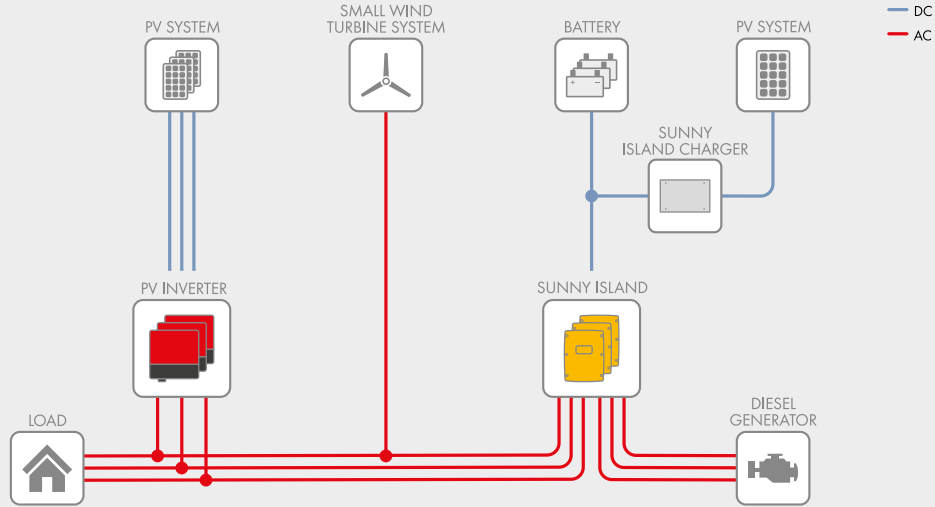 DC
AC
PV SYSTEM
SMALL WIND
TURBINE SYSTEM
BATTERY
PV SYSTEM
SUNNY
ISLAND CHARGER
PV INVERTER
SUNNY ISLAND
LOAD
DIESEL
GENERATOR